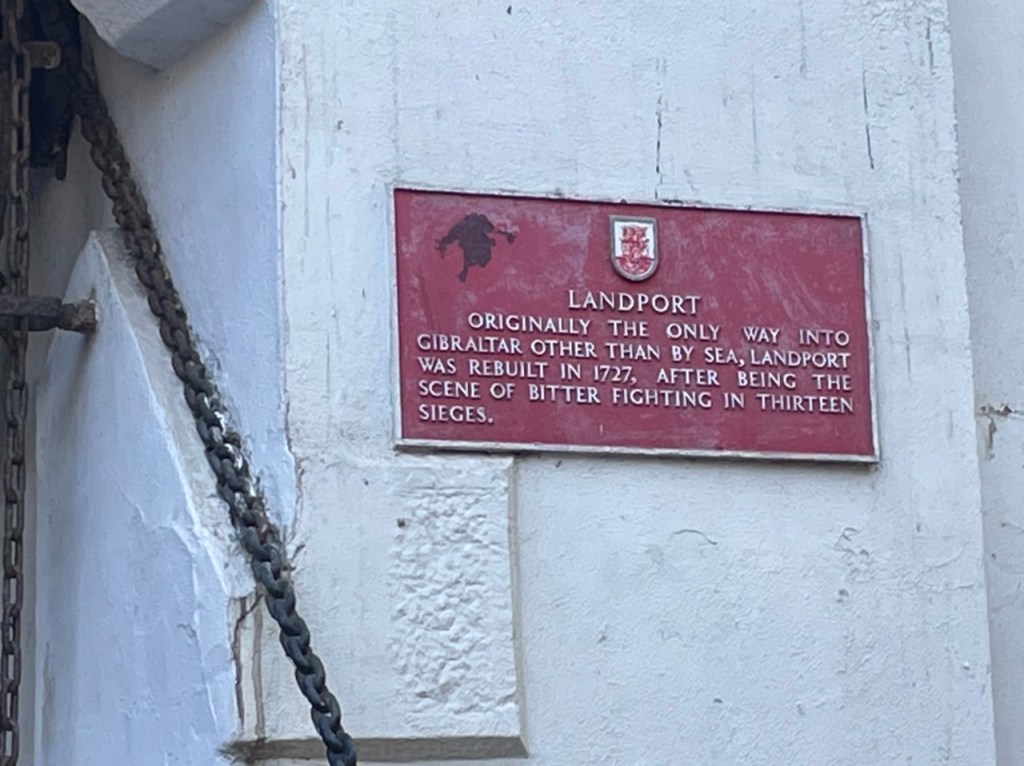 LANDPORT
ORIGINALLY THE ONLY WAY INTO
GIBRALTAR OTHER THAN BY SEA, LANDPORT
WAS REBUILT IN 1727, AFTER BEING THE
SCENE OF BITTER FIGHTING IN THIRTEEN
SIEGES.